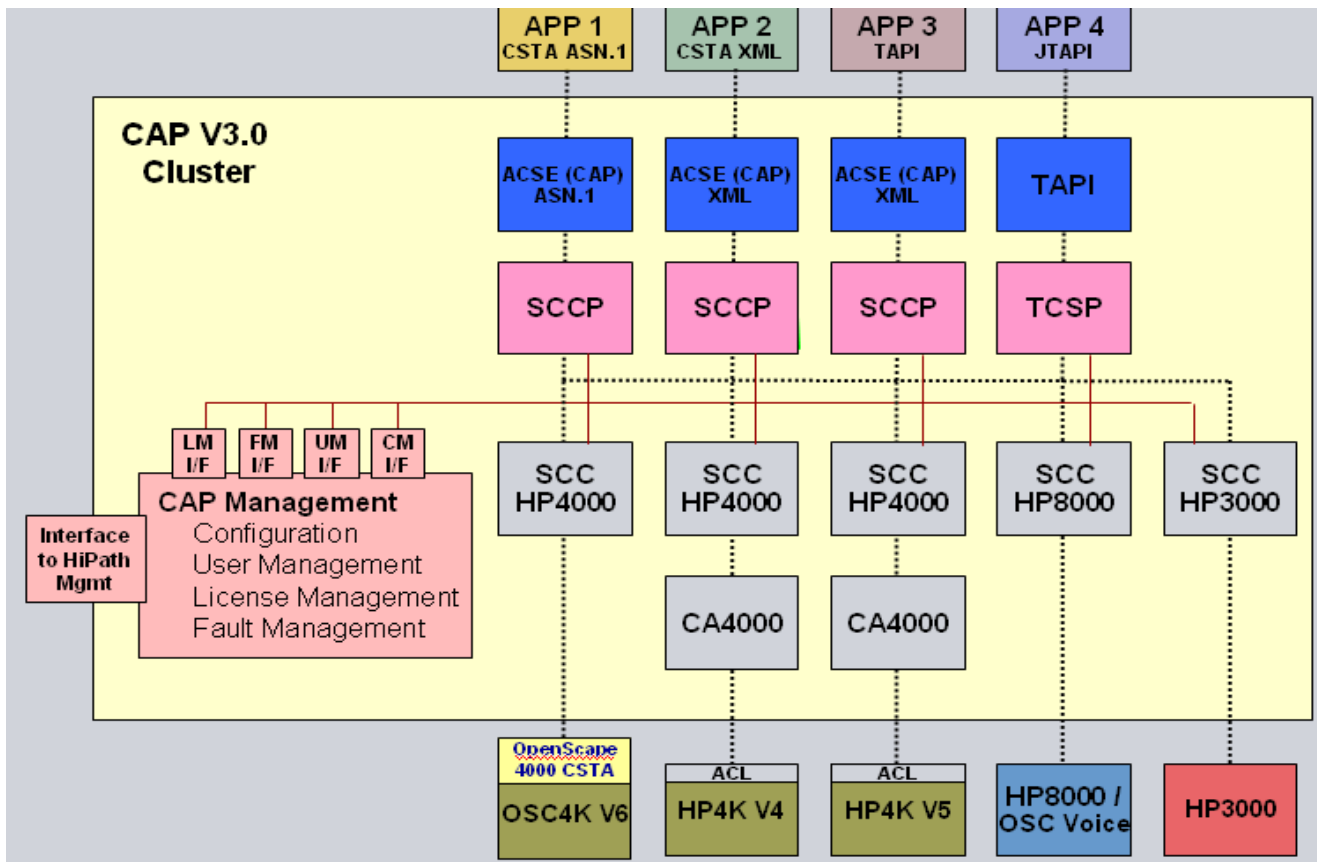 APP 1
CSTA ASN.1
APP 2
CSTA XML
APP 3
TAPI
APP 4
JTAPI
CAP V3.0
Cluster
ACSE (CAP)
ASN.1
ACSE (CAP)
XML
ACSE (CAP)
XML
TAPI
SCCP
SCCP
SCCP
TCSP
LM
I/F
FM
I/F
UM
I/F
CM
I/F
CAP Management
Configuration
User Management
License Management
Fault Management
Interface
to HiPath
Mgmt
SCC
HP4000
SCC
HP4000
SCC
HP4000
SCC
HP8000
SCC
HP3000
CA4000
CA4000
OpenScape
4000 CSTA
OSC4K V6
ACL
HP4K V4
ACL
HP4K V5
HP8000 /
OSC Voice
HP3000